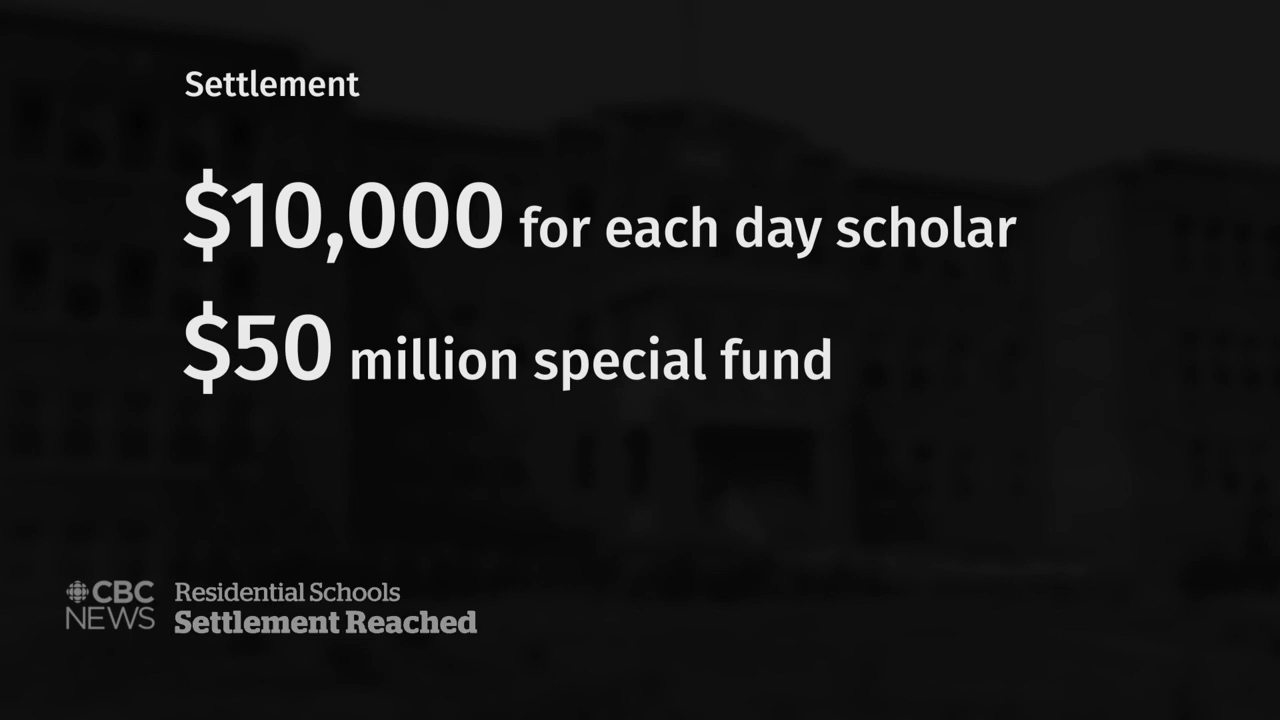 Settlement
$10,000 for each day scholar
$50 million special fund
CBC
NEWS
Residential Schools
Settlement Reached